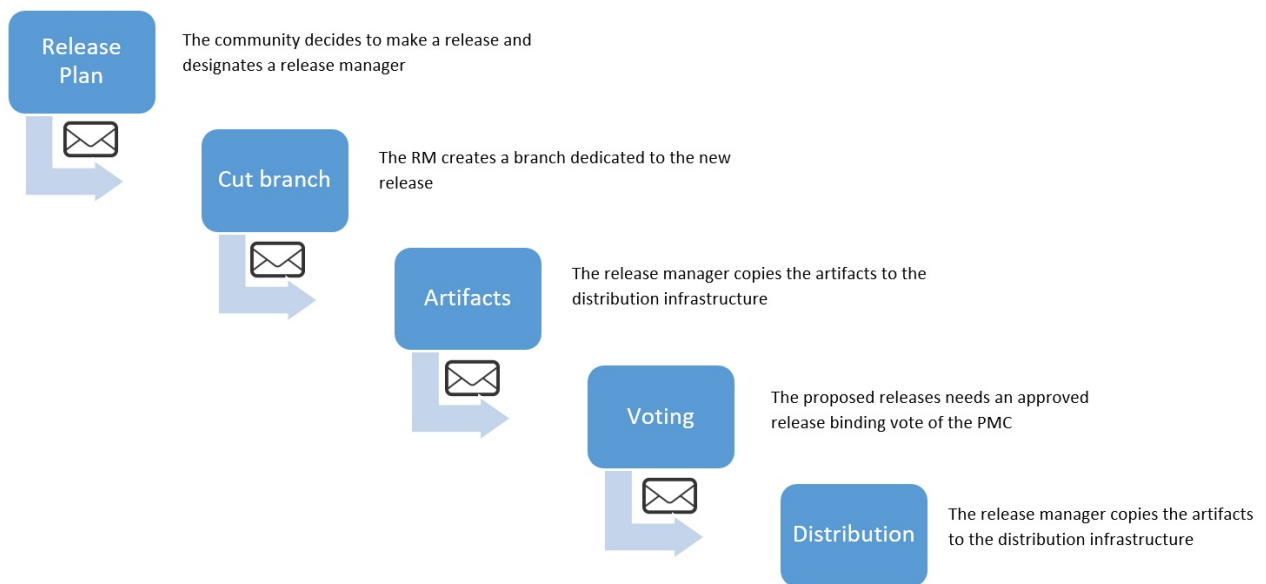 Release
Plan
The community decides to make a release and
designates a release manager
Cut branch
The RM creates a branch dedicated to the new
release
Artifacts
The release manager copies the artifacts to the
distribution infrastructure
Voting
The proposed releases needs an approved
release binding vote of the PMC
Distribution
The release manager copies the artifacts
to the distribution infrastructure